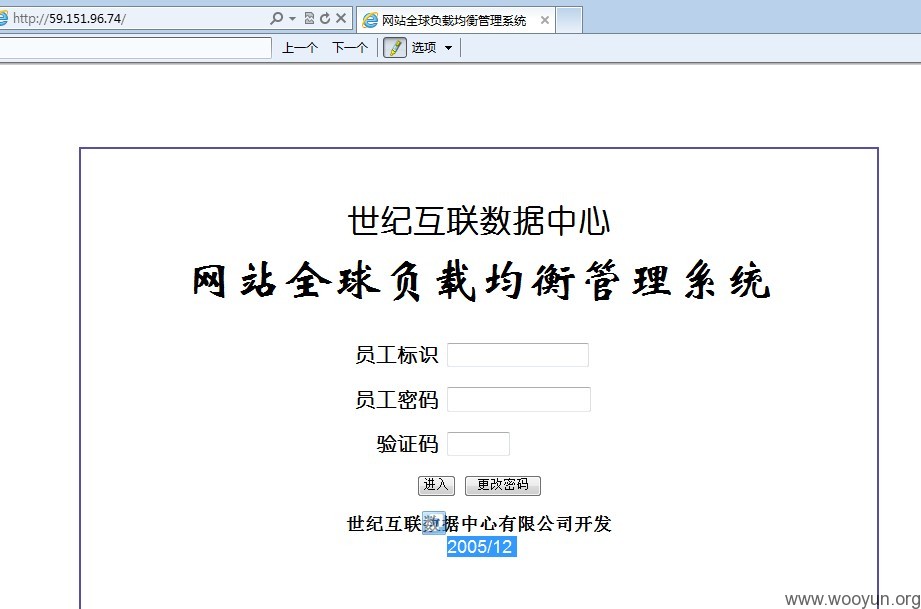 http://59.151.96.74/
网站全球负载均衡管理系统
上一个 下一个 选项
世纪互联数据中心
网站全球负载均衡管理系统
员工标识
员工密码
验证码
进入 更改密码
世纪互联数据中心有限公司开发
2005/12
www.wooyun.org